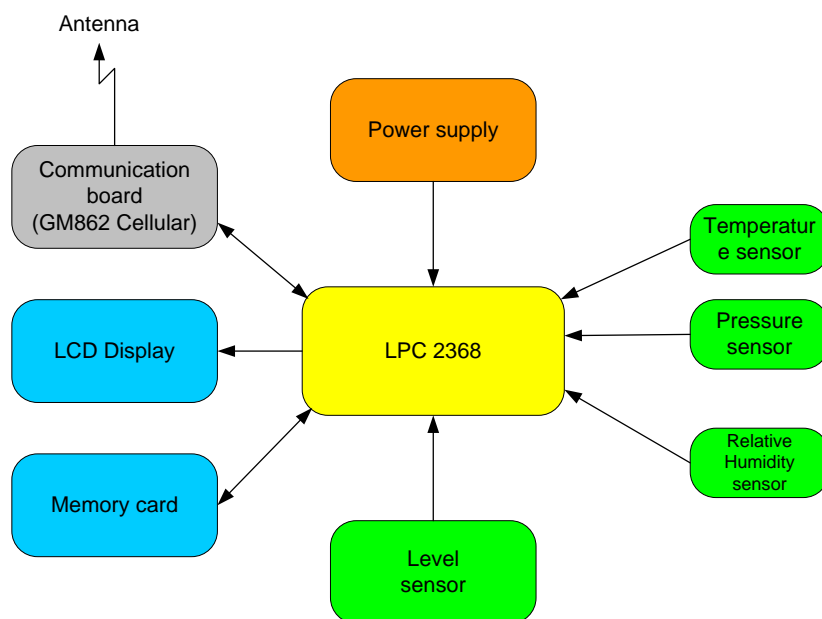 Antenna
Communication
board
(GM862 Cellular)
Power supply
Temperatur
e sensor
LCD Display
LPC 2368
Pressure
sensor
Relative
Humidity
sensor
Memory card
Level
sensor